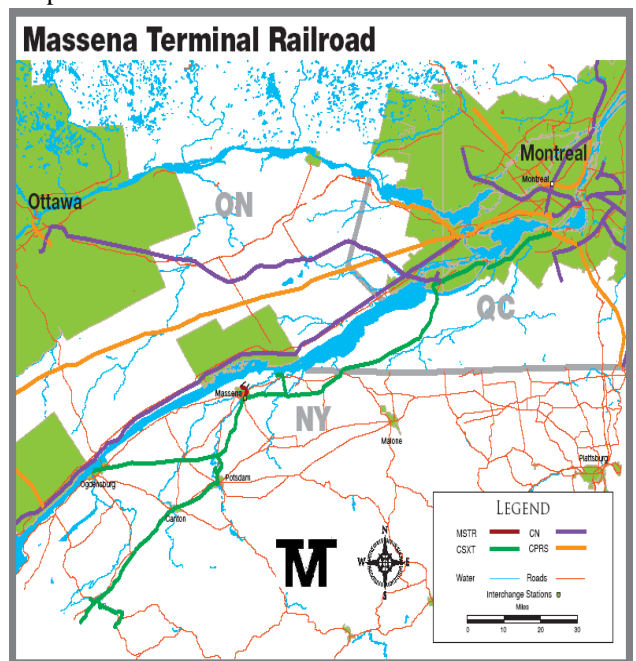 Massena Terminal Railroad
Montreal
Montreal
Ottawa
ON
QC
Massena
NY
Malone
Plattsburg
Ogdensburg
Potsdam
Canton
MT
N
W E
S
LEGEND
MSTR CN
CSXT CPRS
Water Roads
Interchange Stations
Miles
0 10 20 30